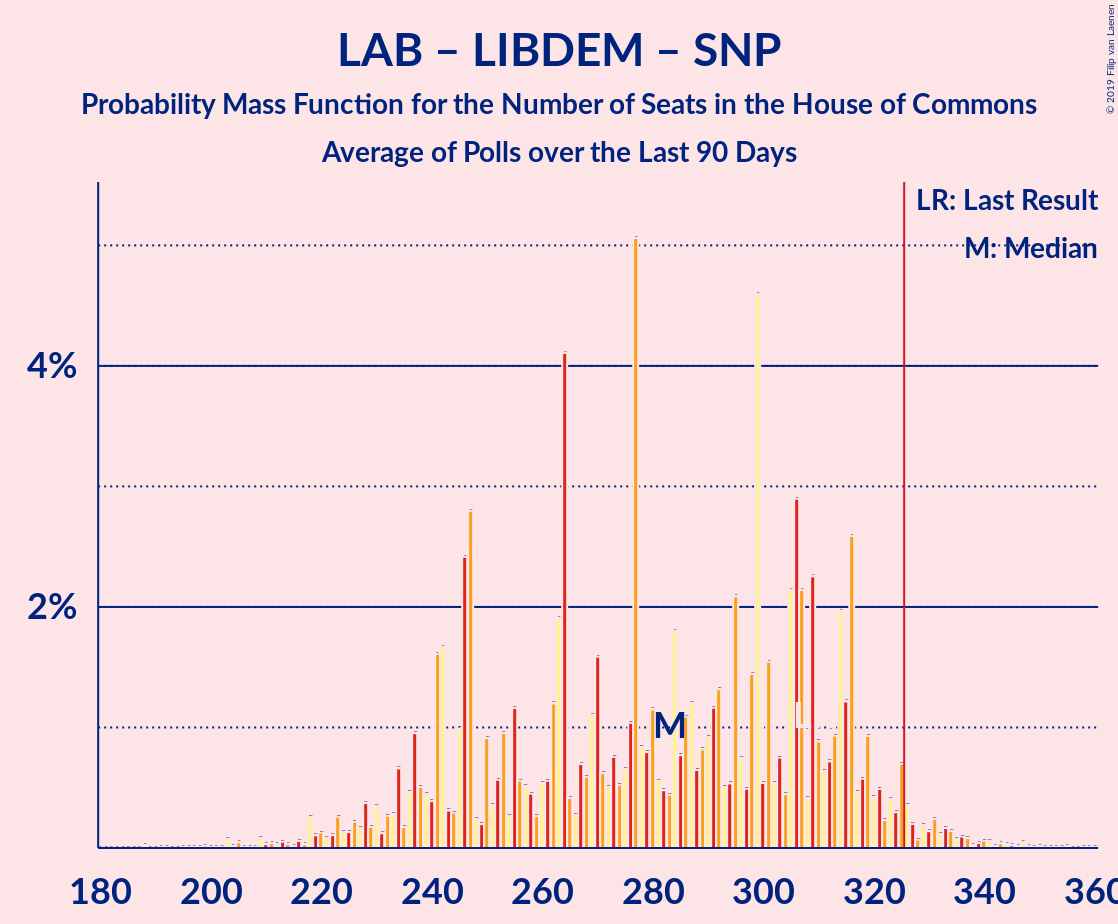 LAB – LIBDEM – SNP
Probability Mass Function for the Number of Seats in the House of Commons
Average of Polls over the Last 90 Days
© 2019 Filip van Laenen
LR: Last Result
M: Median
4%
2%
M
180 200 220 240 260 280 300 320 340 360